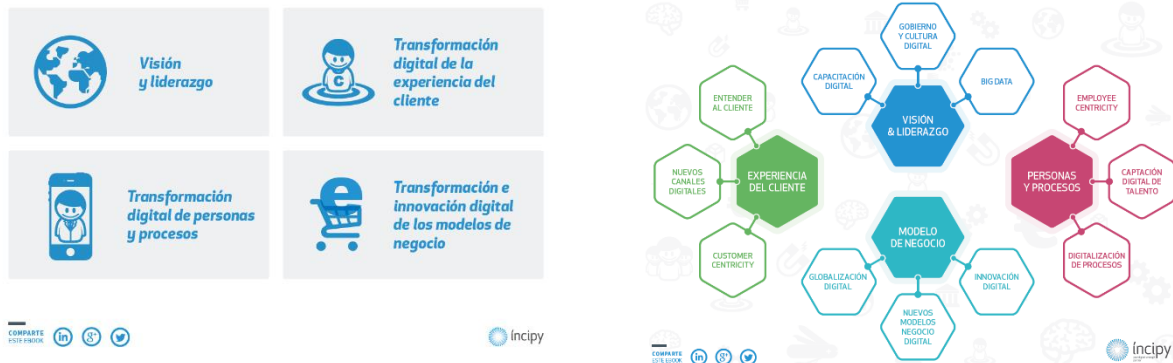 Visión
y liderazgo
Transformación
digital de la
experiencia del
cliente
C
Transformación
digital de personas
y procesos
Transformación e
innovación digital
de los modelos de
negocio
e
COMPARTE
ESTE EBOOK
in
g+
íncipy
GOBIERNO
Y CULTURA
DIGITAL
CAPACITACIÓN
DIGITAL
BIG DATA
VISIÓN
& LIDERAZGO
ENTENDER
AL CLIENTE
NUEVOS
CANALES
DIGITALES
EXPERIENCIA
DEL CLIENTE
CUSTOMER
CENTRICITY
EMPLOYEE
CENTRICITY
PERSONAS
Y PROCESOS
CAPTACIÓN
DIGITAL DE
TALENTO
DIGITALIZACIÓN
DE PROCESOS
MODELO
DE NEGOCIO
GLOBALIZACIÓN
DIGITAL
INNOVACIÓN
DIGITAL
NUEVOS
MODELOS
NEGOCIO
DIGITAL
COMPARTE
ESTE EBOOK
in
g+
íncipy